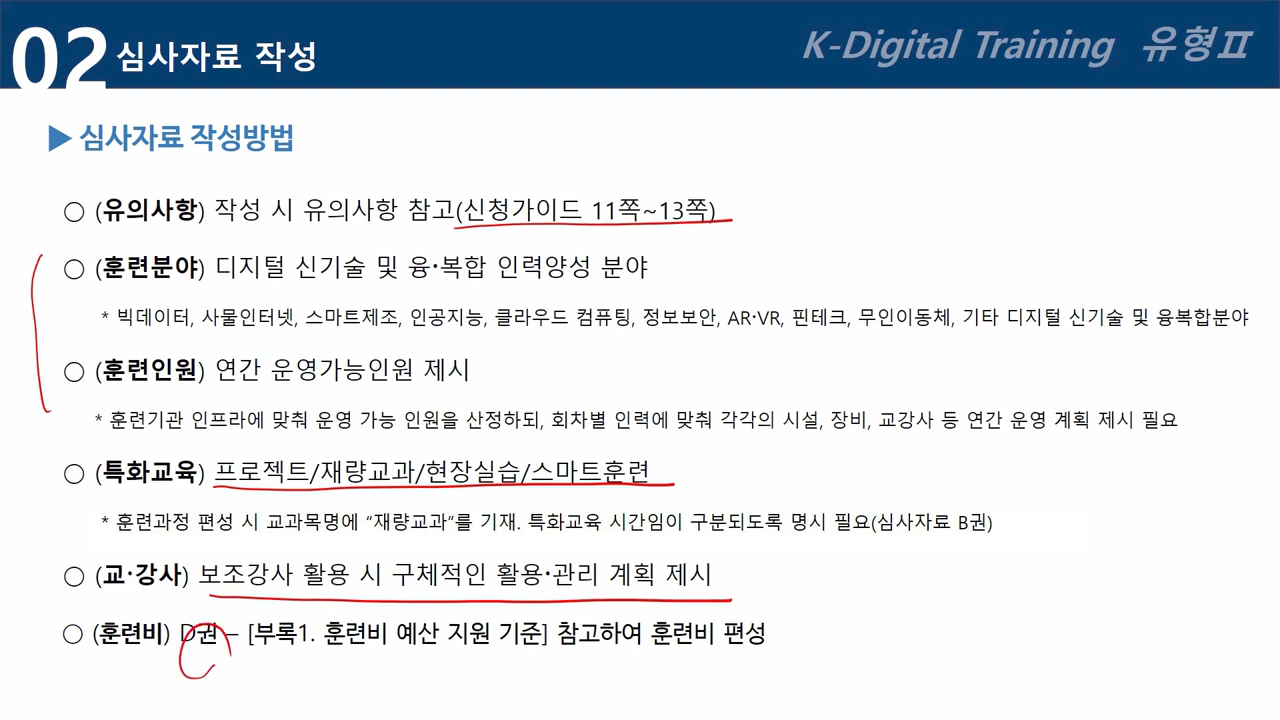 02 심사자료 작성
K-Digital Training 유형Ⅱ
▶ 심사자료 작성방법
○ (유의사항) 작성 시 유의사항 참고(신청가이드 11쪽~13쪽)
○ (훈련분야) 디지털 신기술 및 융·복합 인력양성 분야
* 빅데이터, 사물인터넷, 스마트제조, 인공지능, 클라우드 컴퓨팅, 정보보안, AR·VR, 핀테크, 무인이동체, 기타 디지털 신기술 및 융복합분야
○ (훈련인원) 연간 운영가능인원 제시
* 훈련기관 인프라에 맞춰 운영 가능 인원을 산정하되, 회차별 인력에 맞춰 각각의 시설, 장비, 교강사 등 연간 운영 계획 제시 필요
○ (특화교육) 프로젝트/재량교과/현장실습/스마트훈련
* 훈련과정 편성 시 교과목명에 “재량교과”를 기재. 특화교육 시간임이 구분되도록 명시 필요(심사자료 B권)
○ (교·강사) 보조강사 활용 시 구체적인 활용·관리 계획 제시
○ (훈련비) D권 – [부록1. 훈련비 예산 지원 기준] 참고하여 훈련비 편성